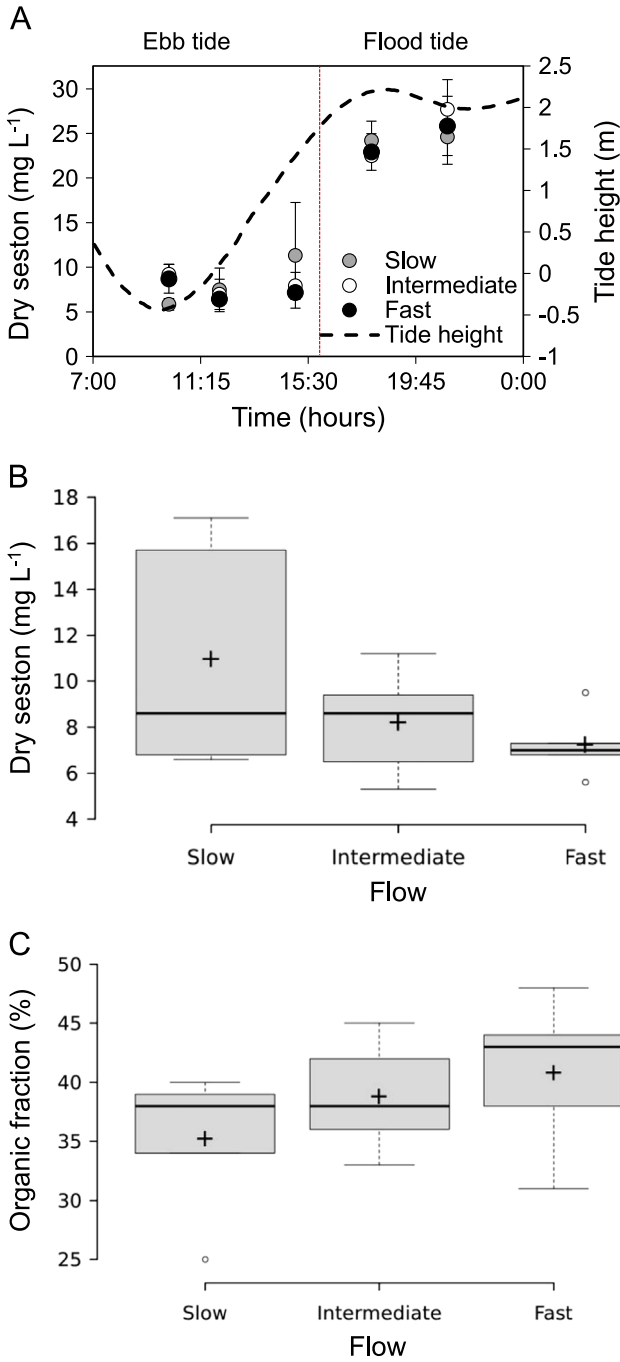 A
Ebb tide
Flood tide
Dry seston (mg L⁻¹)
30
25
20
15
10
5
0
2.5
2
1.5
1
0.5
0
-0.5
-1
Tide height (m)
Slow
Intermediate
Fast
Tide height
7:00
11:15
15:30
19:45
0:00
Time (hours)
B
Dry seston (mg L⁻¹)
18
16
14
12
10
8
6
4
Slow
Intermediate
Fast
Flow
C
Organic fraction (%)
50
45
40
35
30
25
Slow
Intermediate
Fast
Flow